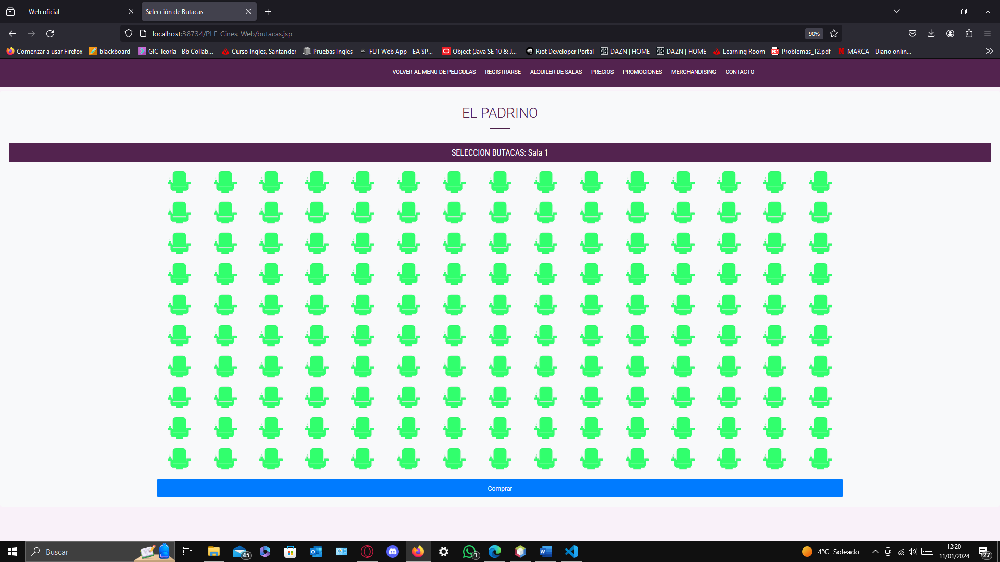 Web oficial
Selección de Butacas
localhost:38734/PLF_Cines_Web/butacas.jsp
90%
Comenzar a usar Firefox
blackboard
GIC Teoría - Bb Collab...
Curso Ingles, Santander
Pruebas Ingles
FUT Web App - EA SP...
Object (Java SE 10 & J...
Riot Developer Portal
DAZN | HOME
DAZN | HOME
Learning Room
Problemas_T2.pdf
MARCA - Diario onlin...
VOLVER AL MENU DE PELICULAS
REGISTRARSE
ALQUILER DE SALAS
PRECIOS
PROMOCIONES
MERCHANDISING
CONTACTO
EL PADRINO
SELECCION BUTACAS: Sala 1
Comprar
Buscar
45
1
4°C Soleado
12:20
11/01/2024
27